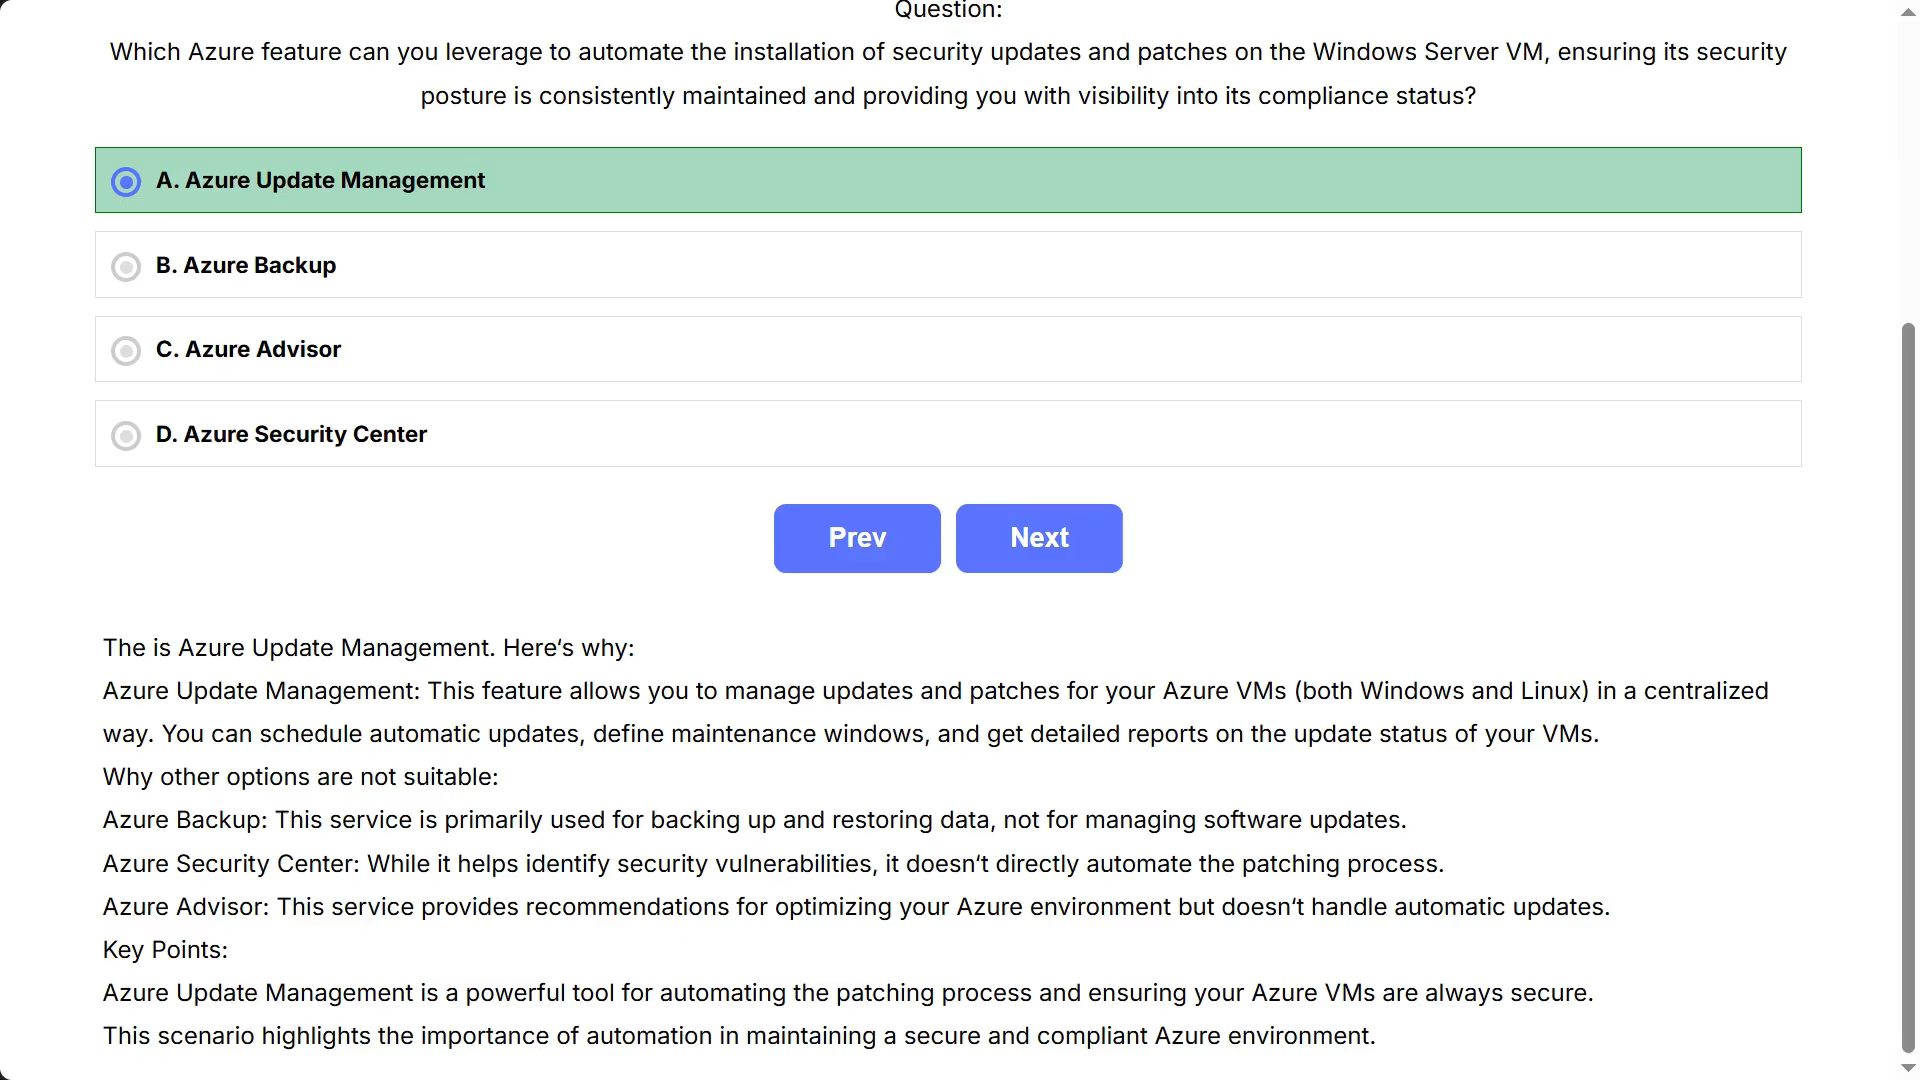 Question:
Which Azure feature can you leverage to automate the installation of security updates and patches on the Windows Server VM, ensuring its security
posture is consistently maintained and providing you with visibility into its compliance status?
A. Azure Update Management
B. Azure Backup
C. Azure Advisor
D. Azure Security Center
Prev Next
The is Azure Update Management. Here‘s why:
Azure Update Management: This feature allows you to manage updates and patches for your Azure VMs (both Windows and Linux) in a centralized
way. You can schedule automatic updates, define maintenance windows, and get detailed reports on the update status of your VMs.
Why other options are not suitable:
Azure Backup: This service is primarily used for backing up and restoring data, not for managing software updates.
Azure Security Center: While it helps identify security vulnerabilities, it doesn‘t directly automate the patching process.
Azure Advisor: This service provides recommendations for optimizing your Azure environment but doesn‘t handle automatic updates.
Key Points:
Azure Update Management is a powerful tool for automating the patching process and ensuring your Azure VMs are always secure.
This scenario highlights the importance of automation in maintaining a secure and compliant Azure environment.